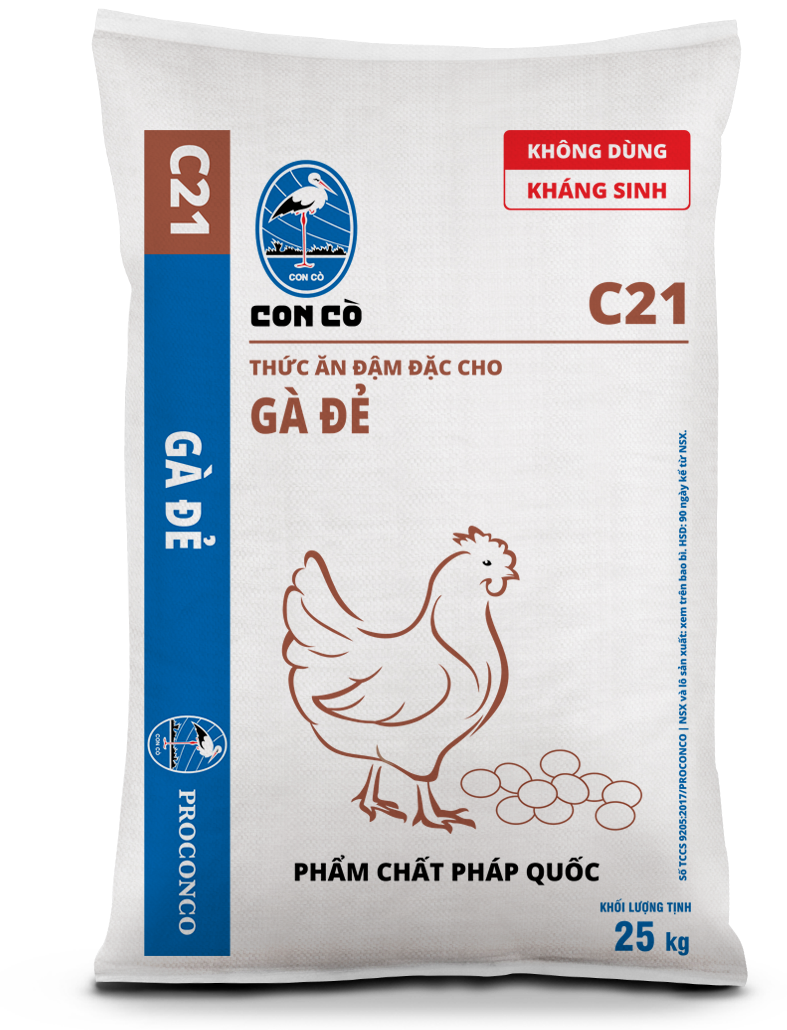 C21
GÀ ĐẺ
CON CÒ
PROCONCO
CON CÒ
CON CÒ
KHÔNG DÙNG
KHÁNG SINH
C21
THỨC ĂN ĐẬM ĐẶC CHO
GÀ ĐẺ
Số TCCS 9205:2017/PROCONCO | NSX và lô sản xuất: xem trên bao bì. HSD: 90 ngày kể từ NSX.
PHẨM CHẤT PHÁP QUỐC
KHỐI LƯỢNG TỊNH
25 kg